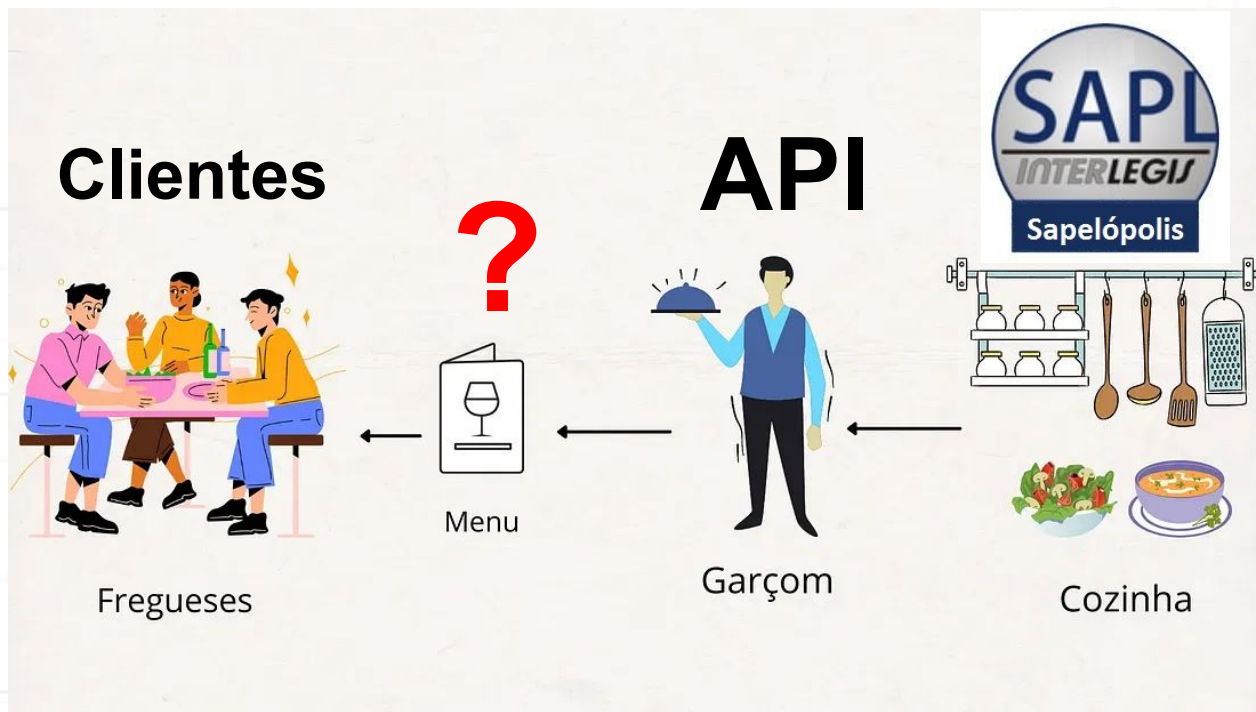 Clientes
?
API
SAPL
INTERLEGIS
Sapelópolis
Menu
Fregueses
Garçom
Cozinha